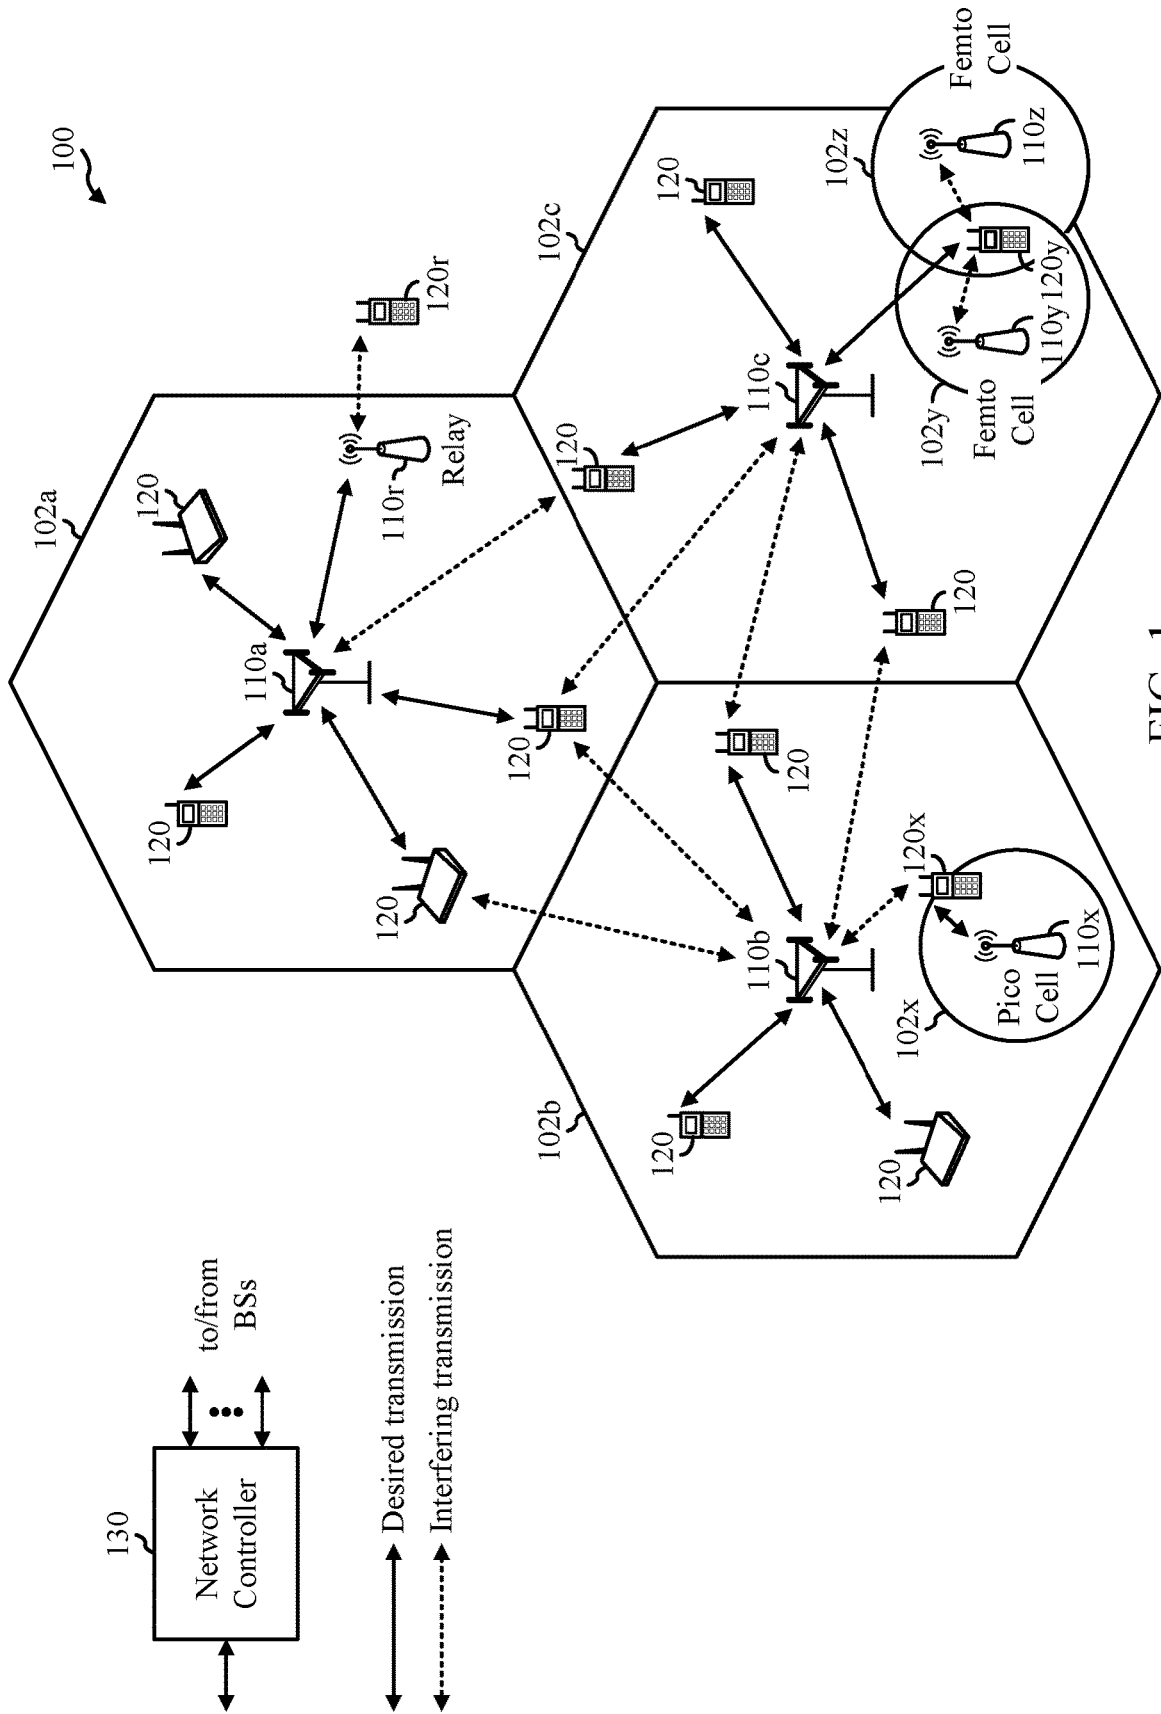 100
102a
130
120
120
Network
Controller
to/from
BSs
110a
120r
110r
Relay
120
Desired transmission
Interfering transmission
120
102c
102b
120
120
120
110c
110b
120
102z
120
102x
120x
102y
120
Femto
Cell
Femto
Cell
Pico
Cell
110z
110y
120y
110x
FIG. 1